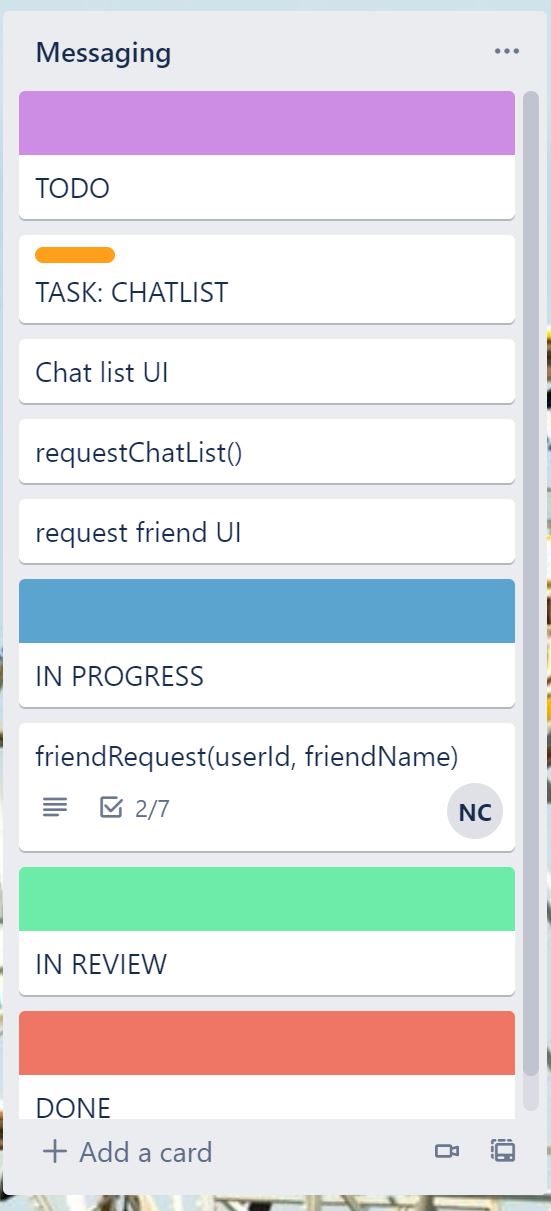 Messaging
TODO
TASK: CHATLIST
Chat list UI
requestChatList()
request friend UI
IN PROGRESS
friendRequest(userId, friendName)
2/7
NC
IN REVIEW
DONE
+ Add a card